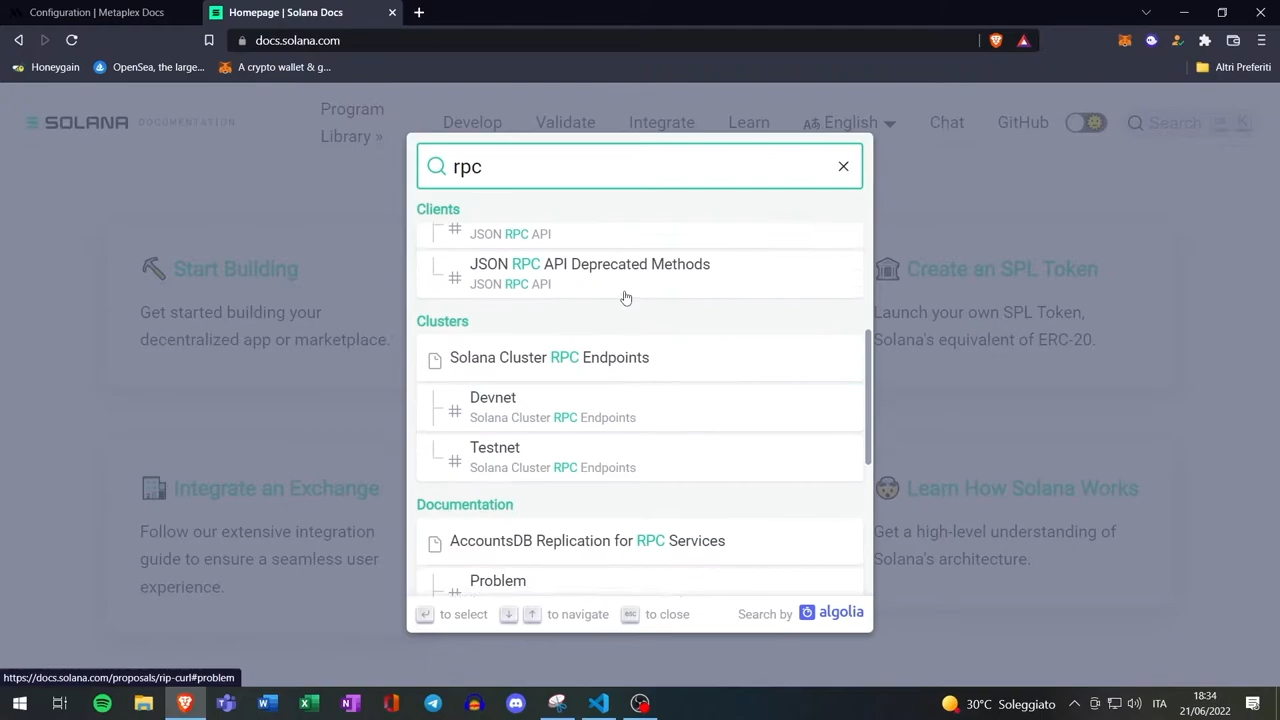 Configuration | Metaplex Docs
Homepage | Solana Docs
docs.solana.com
Honeygain
OpenSea, the large...
A crypto wallet & g...
Altri Preferiti
SOLANA DOCUMENTATION
Program
Library »
Develop
Validate
Integrate
Learn
English
Chat
GitHub
Search
K
rpc
Clients
JSON RPC API
JSON RPC API Deprecated Methods
JSON RPC API
Clusters
Solana Cluster RPC Endpoints
Devnet
Solana Cluster RPC Endpoints
Testnet
Solana Cluster RPC Endpoints
Documentation
AccountsDB Replication for RPC Services
Problem
to select
to navigate
esc to close
Search by algolia
Start Building
Get started building your
decentralized app or marketplace.
Create an SPL Token
Launch your own SPL Token,
Solana's equivalent of ERC-20.
Integrate an Exchange
Follow our extensive integration
guide to ensure a seamless user
experience.
Learn How Solana Works
Get a high-level understanding of
Solana's architecture.
https://docs.solana.com/proposals/rip-curl#problem
30°C Soleggiato
ITA
18:34
21/06/2022